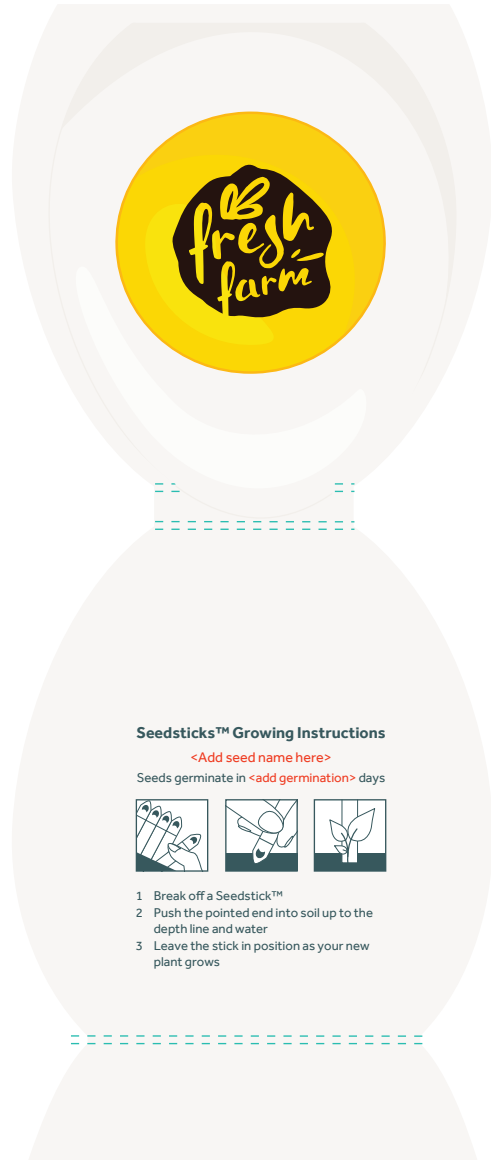 fresh
farm
Seedsticks™ Growing Instructions
<Add seed name here>
Seeds germinate in <add germination> days
1 Break off a Seedstick™
2 Push the pointed end into soil up to the
depth line and water
3 Leave the stick in position as your new
plant grows